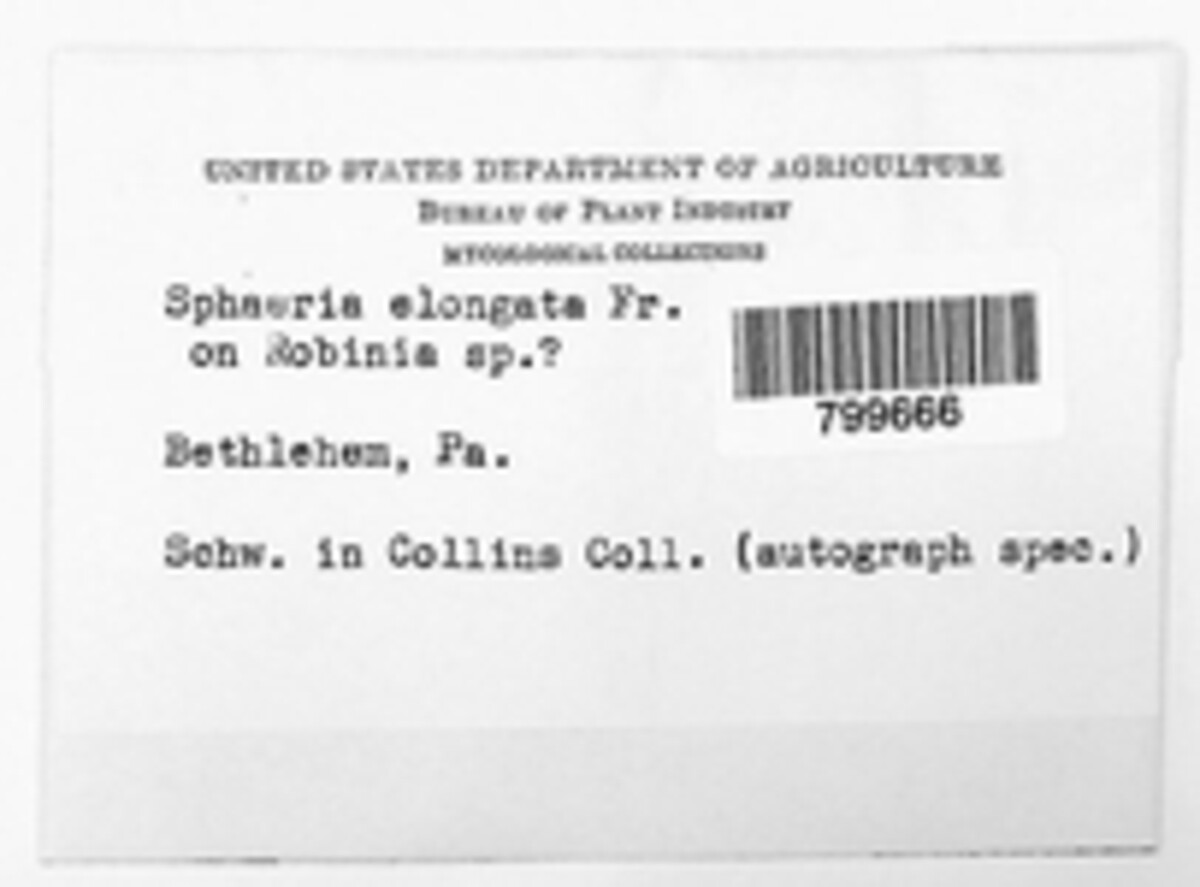 UNITED STATES DEPARTMENT OF AGRICULTURE
BUREAU OF PLANT INDUSTRY
MYCOLOGICAL COLLECTIONS
Sphaeria elongata Fr.
on Robinia sp.?
799666
Bethlehem, Pa.
Schw. in Collins Coll. (autograph spec.)